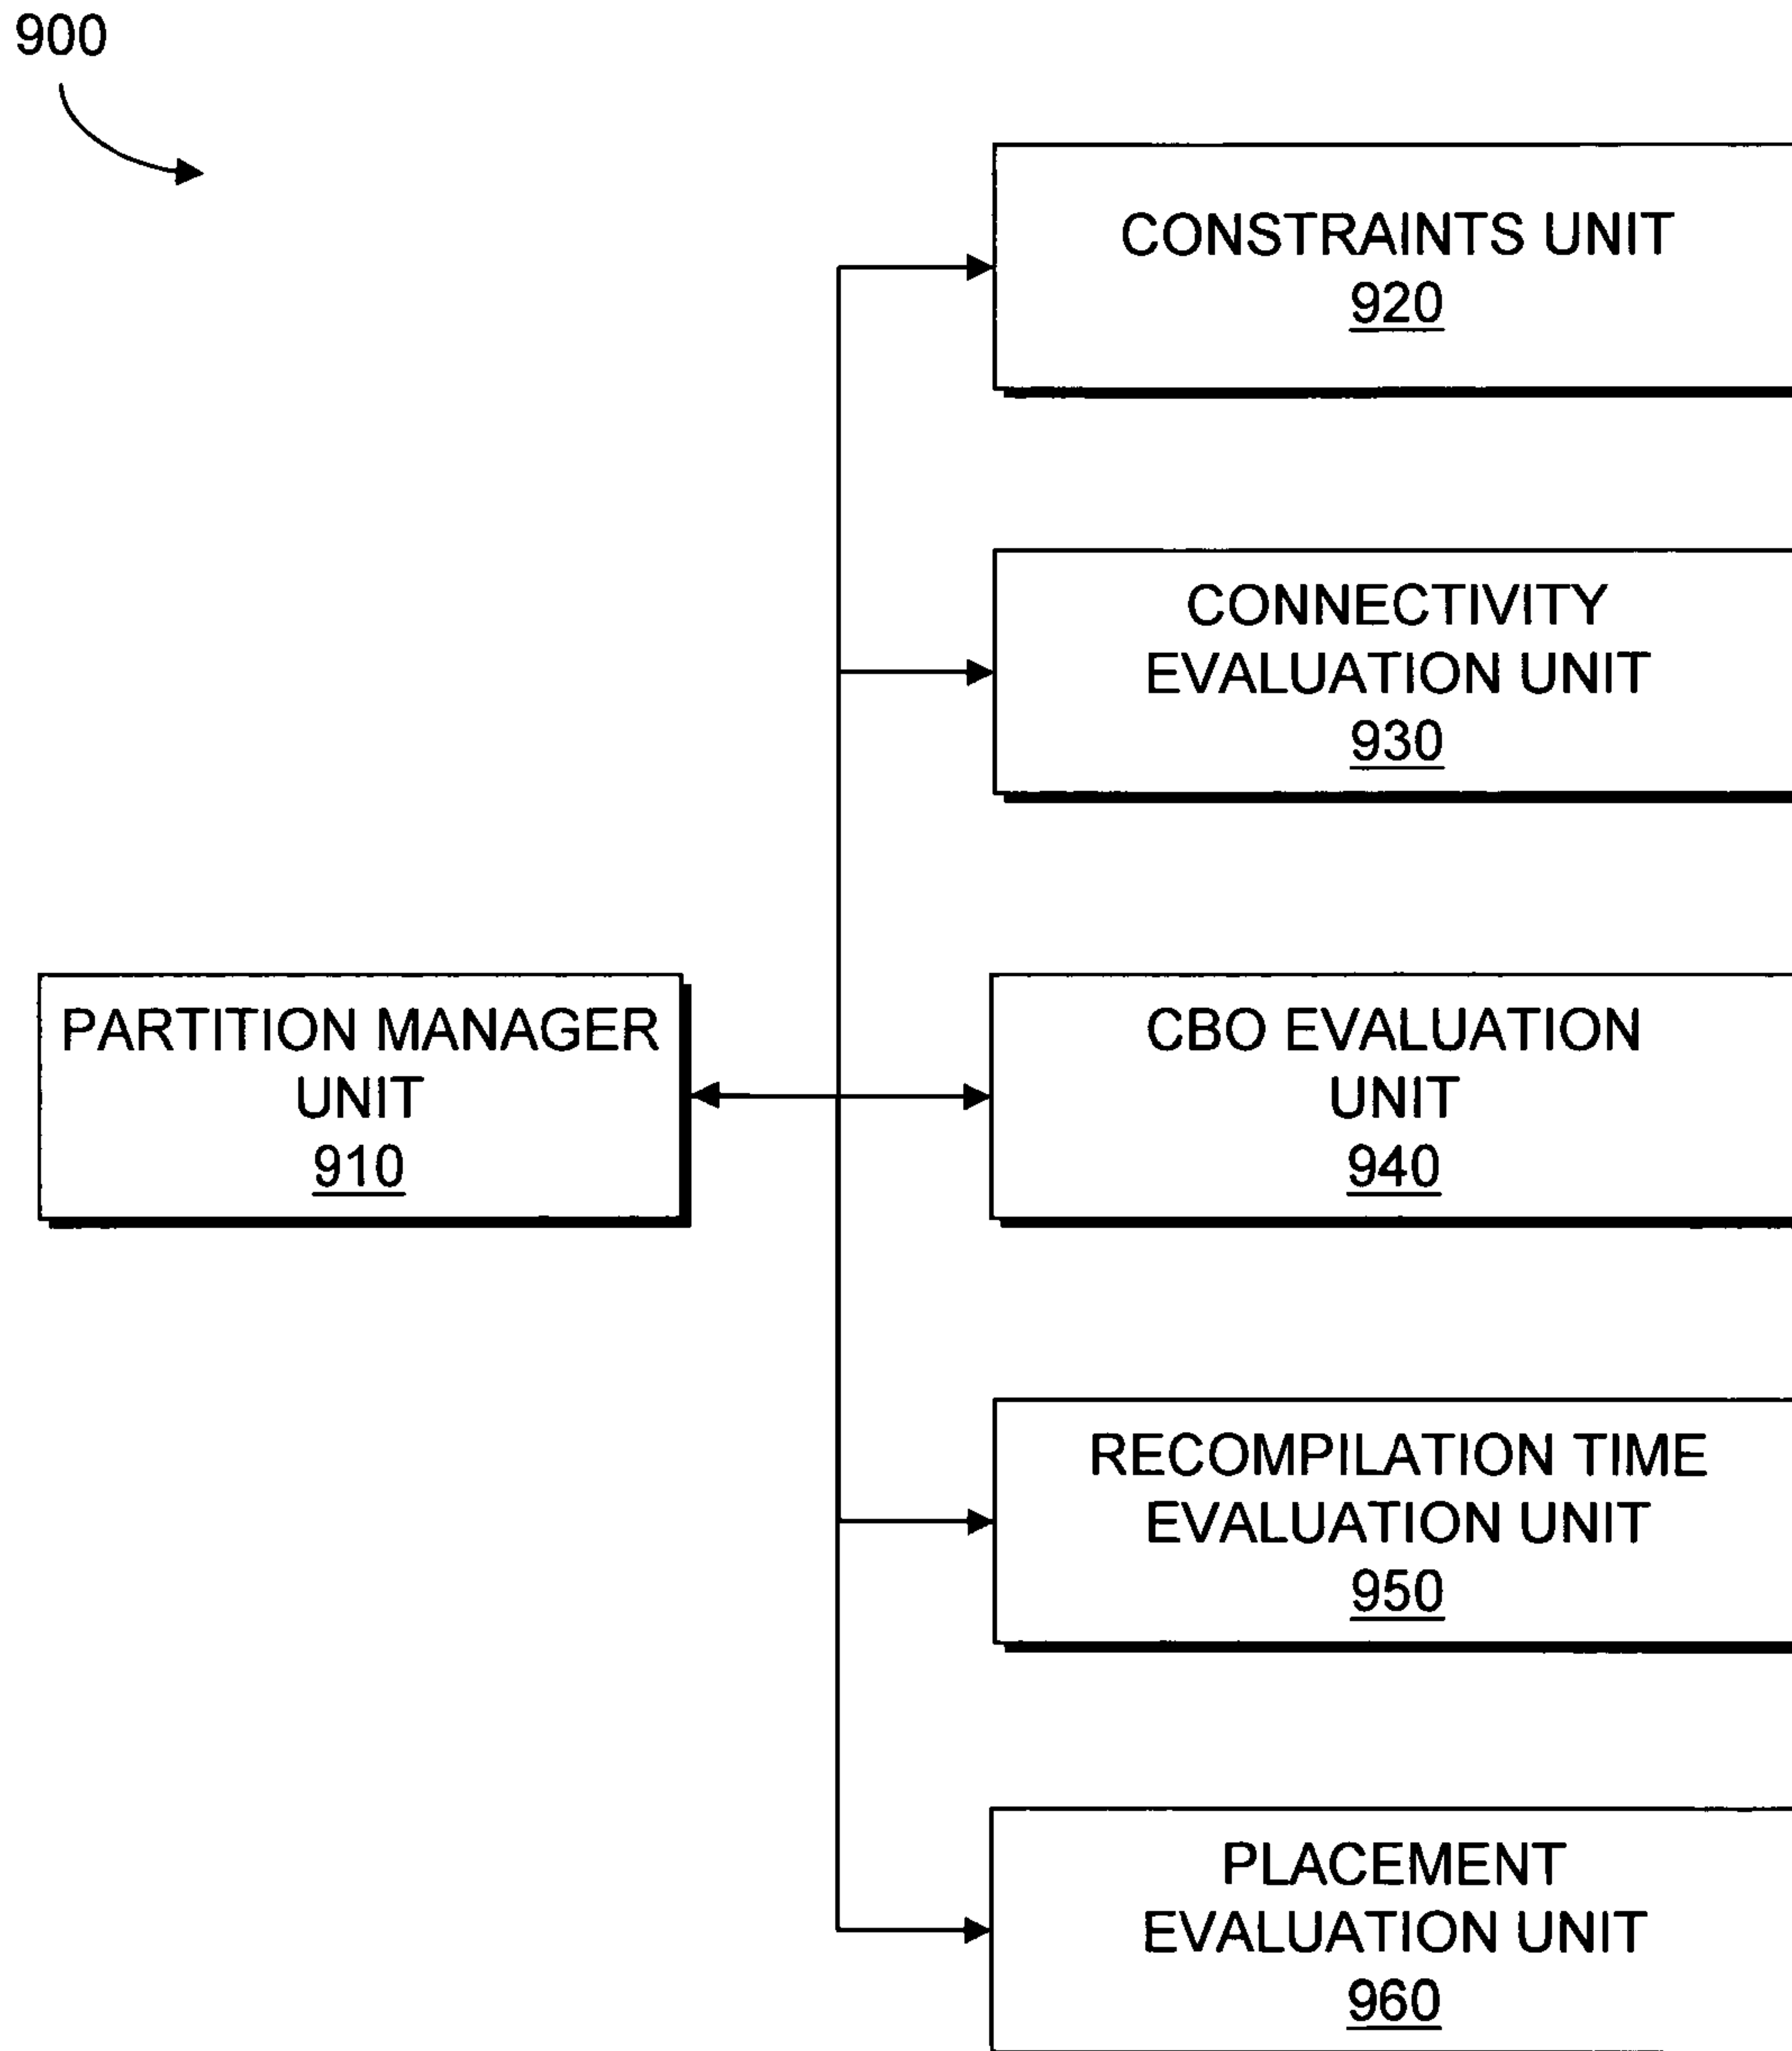 900
CONSTRAINTS UNIT
920
CONNECTIVITY
EVALUATION UNIT
930
PARTITION MANAGER
UNIT
910
CBO EVALUATION
UNIT
940
RECOMPILATION TIME
EVALUATION UNIT
950
PLACEMENT
EVALUATION UNIT
960